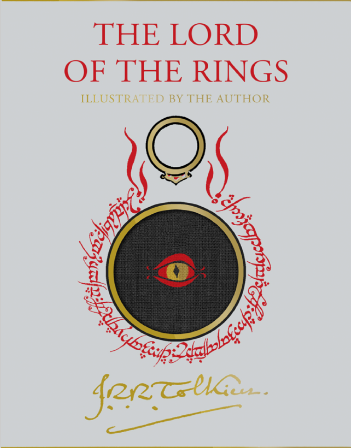 THE LORD
OF THE RINGS
ILLUSTRATED BY THE AUTHOR
J.R.R. Tolkien.